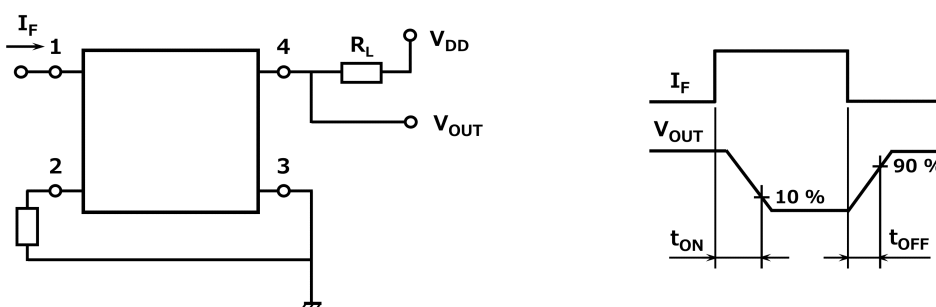 I_F
1
4
R_L
V_DD
V_OUT
2
3
I_F
V_OUT
10 %
90 %
t_ON
t_OFF